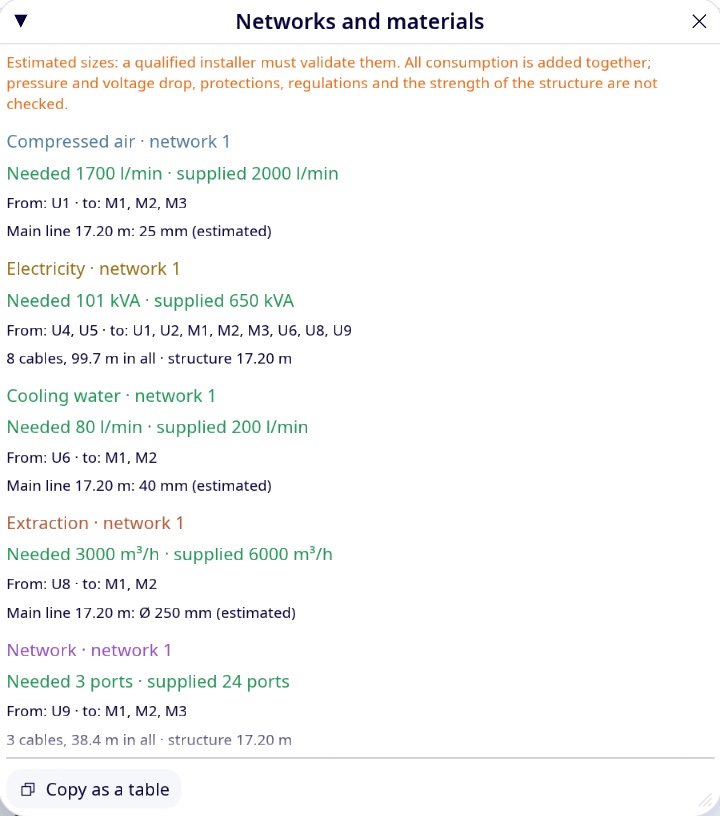 Networks and materials
Estimated sizes: a qualified installer must validate them. All consumption is added together;
pressure and voltage drop, protections, regulations and the strength of the structure are not
checked.
Compressed air · network 1
Needed 1700 l/min · supplied 2000 l/min
From: U1 · to: M1, M2, M3
Main line 17.20 m: 25 mm (estimated)
Electricity · network 1
Needed 101 kVA · supplied 650 kVA
From: U4, U5 · to: U1, U2, M1, M2, M3, U6, U8, U9
8 cables, 99.7 m in all · structure 17.20 m
Cooling water · network 1
Needed 80 l/min · supplied 200 l/min
From: U6 · to: M1, M2
Main line 17.20 m: 40 mm (estimated)
Extraction · network 1
Needed 3000 m³/h · supplied 6000 m³/h
From: U8 · to: M1, M2
Main line 17.20 m: Ø 250 mm (estimated)
Network · network 1
Needed 3 ports · supplied 24 ports
From: U9 · to: M1, M2, M3
3 cables, 38.4 m in all · structure 17.20 m
Copy as a table